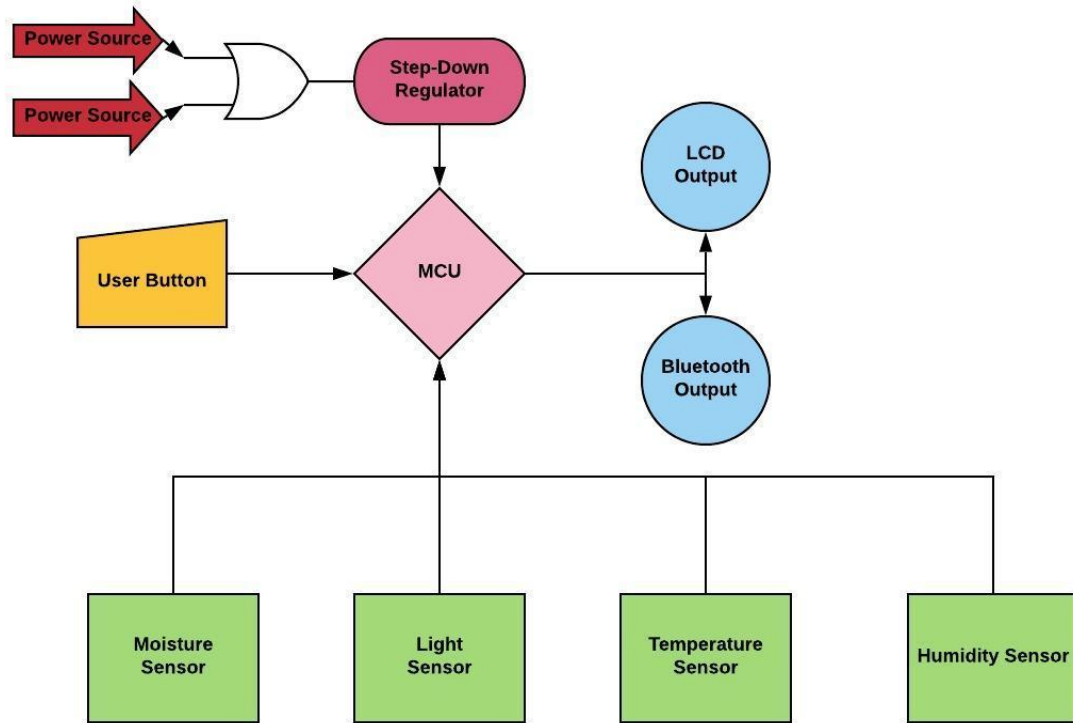 Power Source
Power Source
Step-Down
Regulator
LCD
Output
User Button
MCU
Bluetooth
Output
Moisture
Sensor
Light
Sensor
Temperature
Sensor
Humidity Sensor